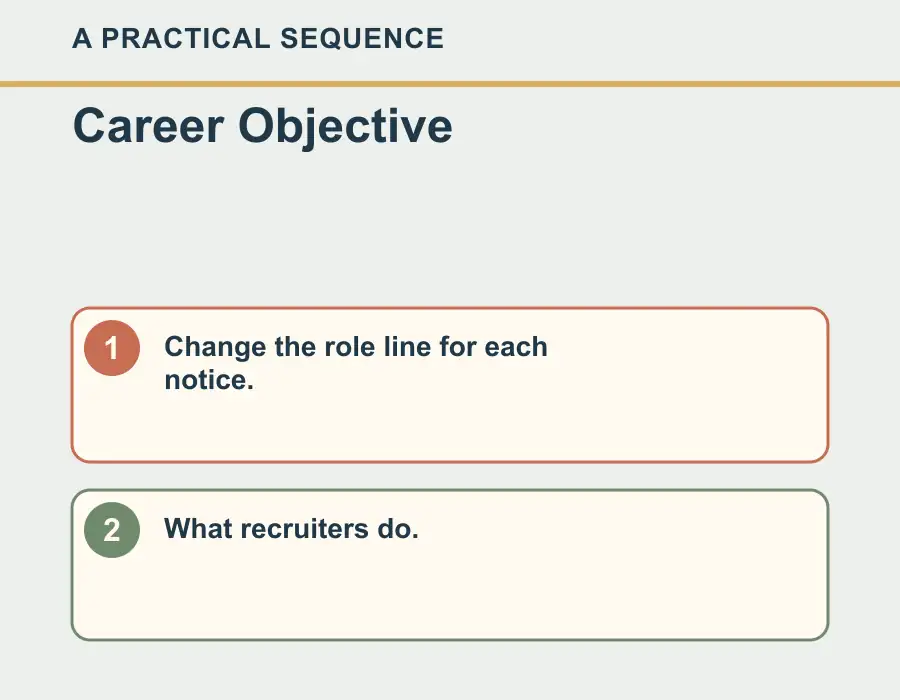 A PRACTICAL SEQUENCE
Career Objective
1
Change the role line for each
notice.
2
What recruiters do.